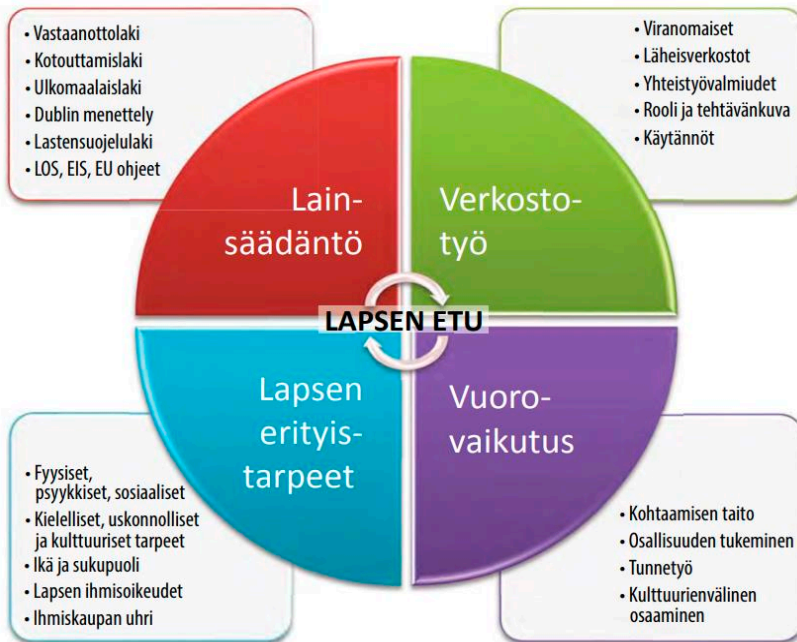 • Vastaanottolaki
• Kotouttamislaki
• Ulkomaalaislaki
• Dublin menettely
• Lastensuojelulaki
• LOS, EIS, EU ohjeet
• Viranomaiset
• Läheisverkostot
• Yhteistyövalmiudet
• Rooli ja tehtävänkuva
• Käytännöt
Lain-
säädäntö
Verkosto-
työ
LAPSEN ETU
Lapsen
erityis-
tarpeet
Vuoro-
vaikutus
• Fyysiset,
psyykkiset, sosiaaliset
• Kielelliset, uskonnolliset
ja kulttuuriset tarpeet
• Ikä ja sukupuoli
• Lapsen ihmisoikeudet
• Ihmiskaupan uhri
• Kohtaamisen taito
• Osallisuuden tukeminen
• Tunnetyö
• Kulttuurienvälinen
osaaminen